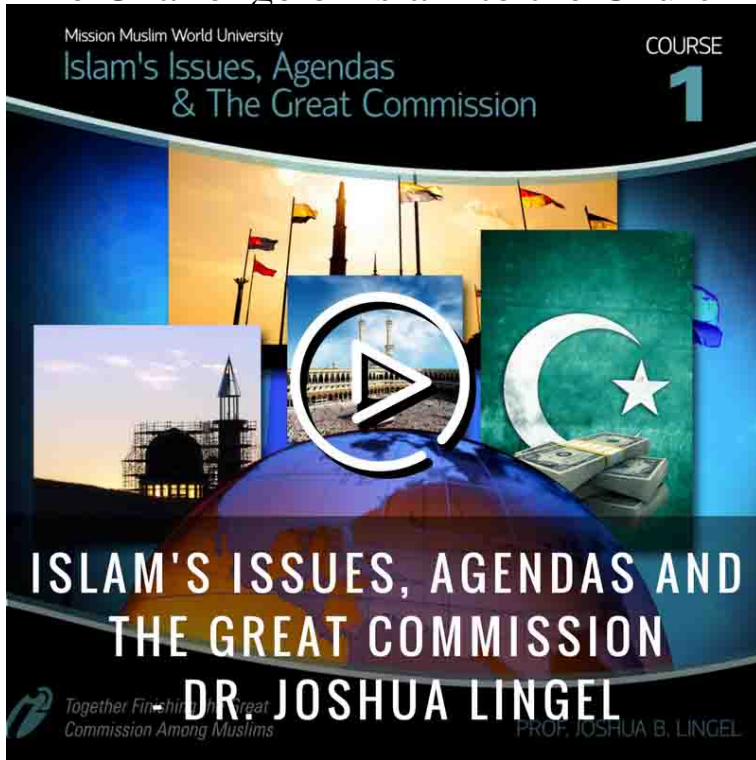 Mission Muslim World University
Islam's Issues, Agendas
& The Great Commission
COURSE
1
ISLAM'S ISSUES, AGENDAS AND
THE GREAT COMMISSION
- DR. JOSHUA LINGEL
Together Finishing the Great
Commission Among Muslims
PROF. JOSHUA B. LINGEL